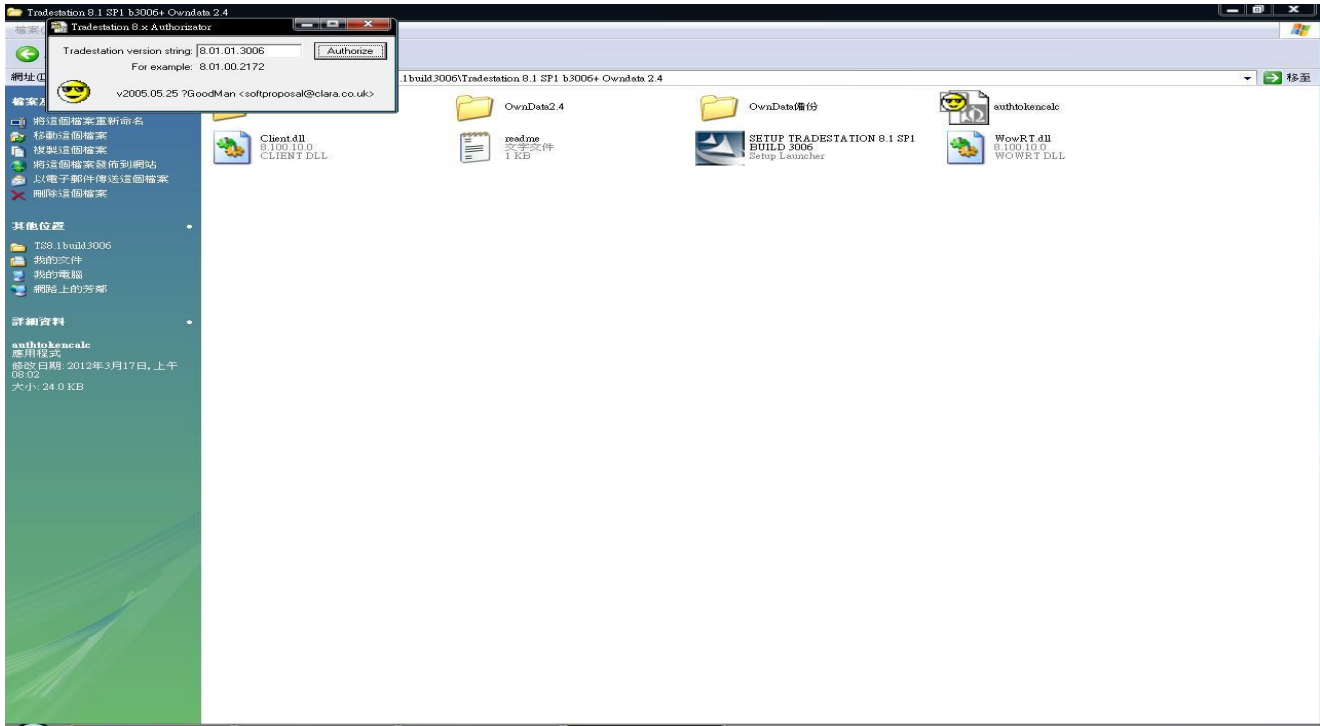 Tradestation 8.1 SP1 b3006+ Owndata 2.4
Tradestation 8.x Authorizator
Tradestation version string: 8.01.01.3006 Authorize
For example: 8.01.00.2172
v2005.05.25 ?GoodMan <softproposal@clara.co.uk>
檔案(
網址(D
.1build3006\Tradestation 8.1 SP1 b3006+ Owndata 2.4
移至
將這個檔案重新命名
移動這個檔案
複製這個檔案
將這個檔案發佈到網站
以電子郵件傳送這個檔案
刪除這個檔案
其他位置
TS8.1build3006
我的文件
我的電腦
網路上的芳鄰
詳細資料
authtokencalc
應用程式
修改日期: 2012年3月17日, 上午
08:02
大小: 24.0 KB
OwnData2.4
OwnData備份
authtokencalc
Client.dll
8.100.10.0
CLIENT DLL
readme
文字文件
1 KB
SETUP TRADESTATION 8.1 SP1
BUILD 3006
Setup Launcher
WowRT.dll
8.100.10.0
WOWRT DLL